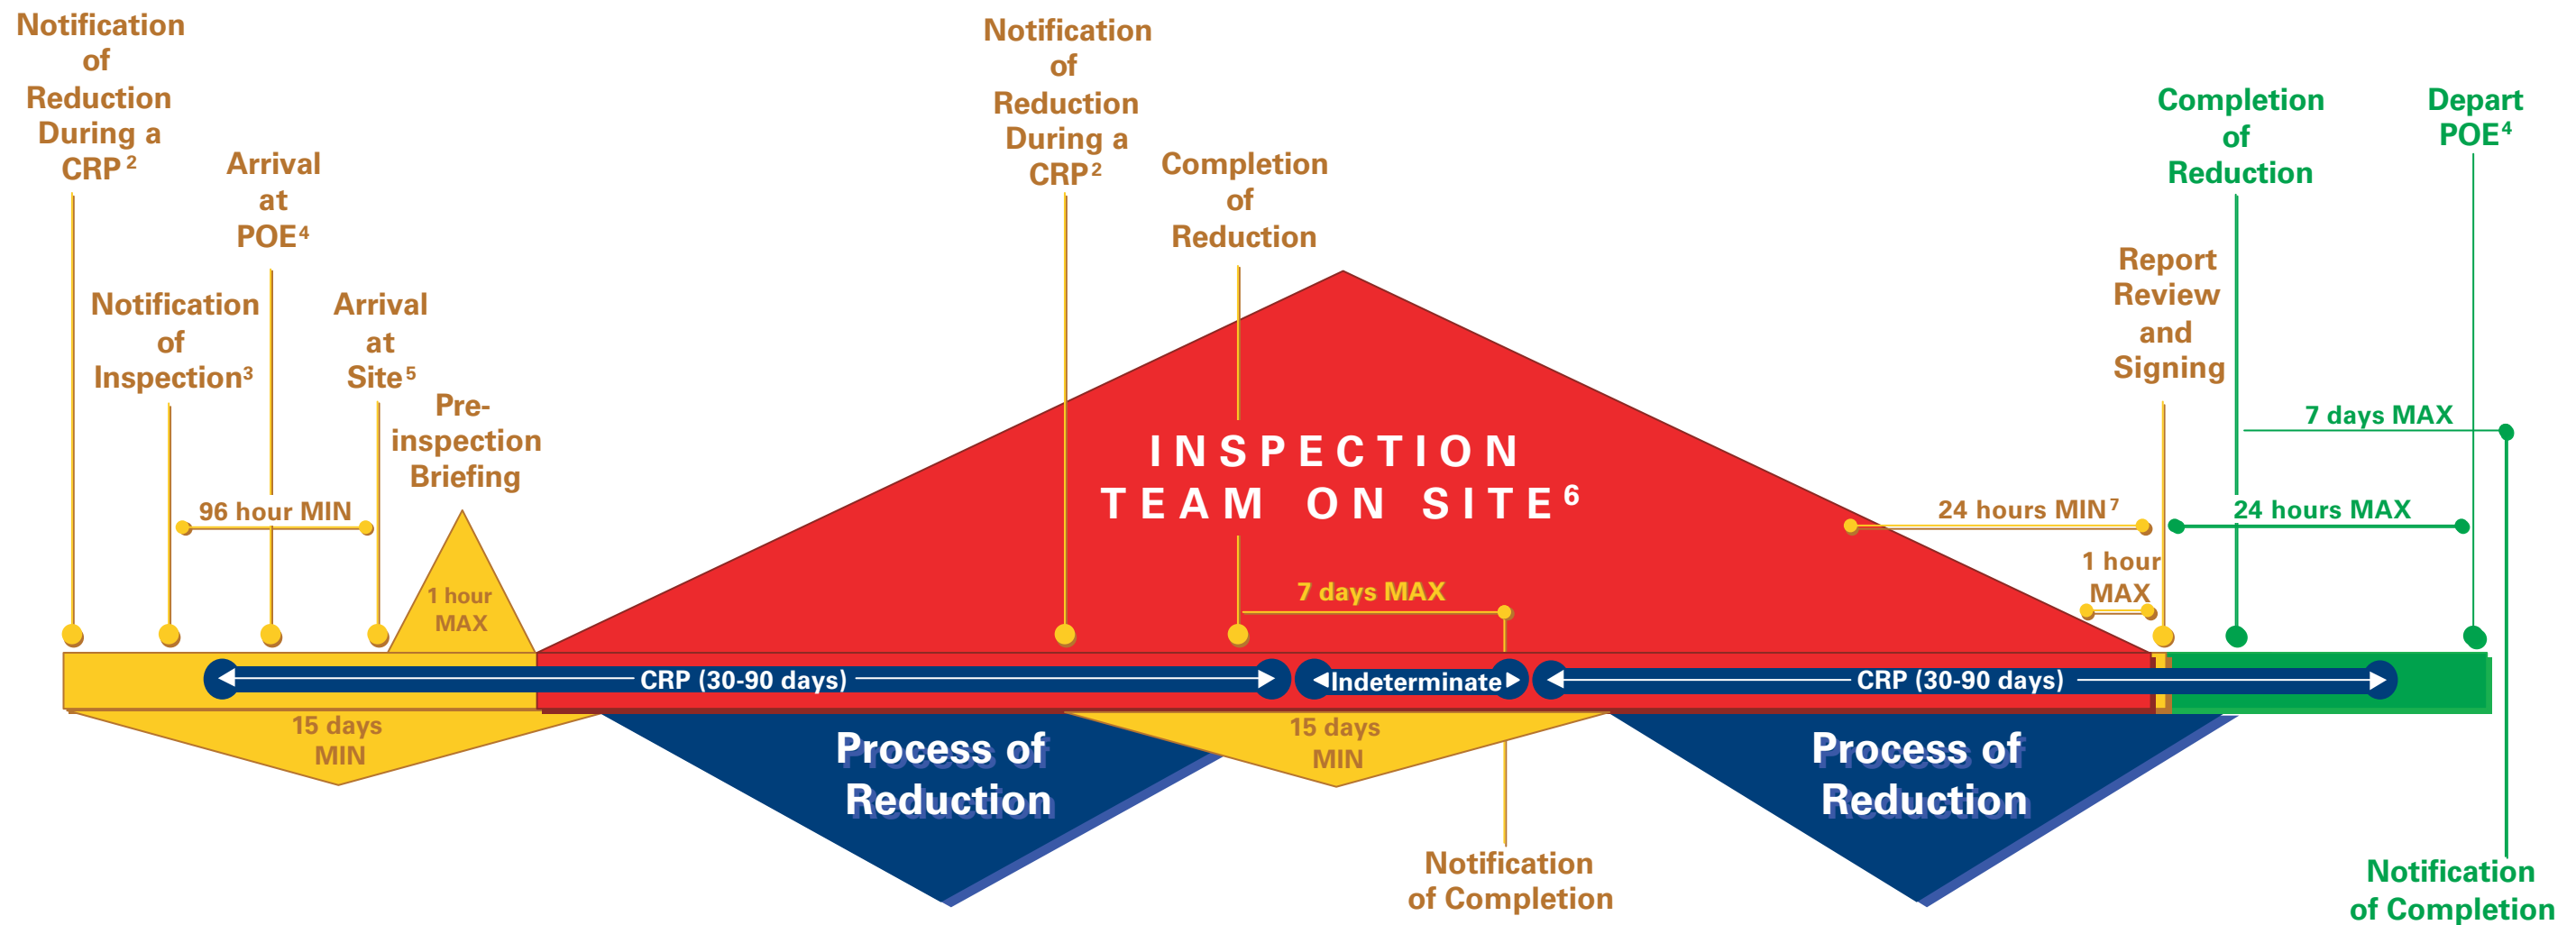 Notification
of
Reduction
During a
CRP²
Notification
of
Inspection³
Arrival
at
POE⁴
Arrival
at
Site⁵
Pre-
inspection
Briefing
96 hour MIN
1 hour
MAX
Notification
of
Reduction
During a
CRP²
Completion
of
Reduction
INSPECTION
TEAM ON SITE⁶
7 days MAX
Report
Review
and
Signing
24 hours MIN⁷
1 hour
MAX
Completion
of
Reduction
Depart
POE⁴
7 days MAX
24 hours MAX
CRP (30-90 days)
Indeterminate
CRP (30-90 days)
15 days
MIN
Process of
Reduction
15 days
MIN
Process of
Reduction
Notification
of Completion
Notification
of Completion